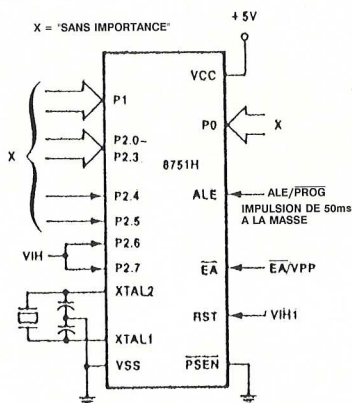 X = "SANS IMPORTANCE"
+ 5V
VCC
P1
P0
X
P2.0~
P2.3
8751H
X
P2.4
ALE
ALE/PROG
IMPULSION DE 50ms
A LA MASSE
P2.5
P2.6
VIH
P2.7
EA
EA/VPP
XTAL2
RST
VIH1
XTAL1
VSS
PSEN